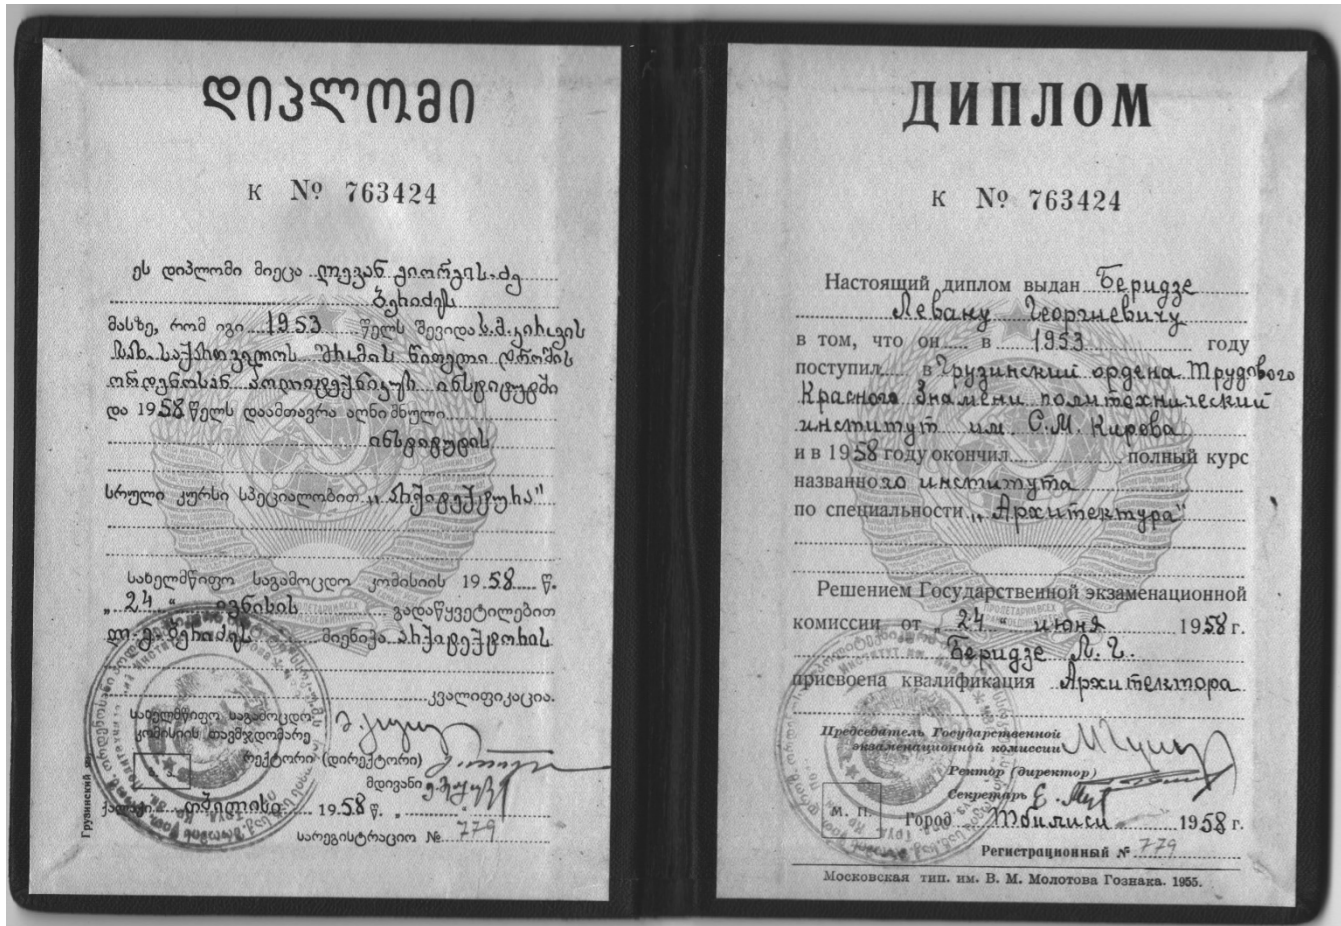 დიპლომი
К № 763424
ეს დიპლომი მიეცა ლევან გიორგის-ძე
ბერიძეს
მასზე, რომ იგი 1953 წელს შევიდა ს.მ. კიროვის
სახ. საქართველოს შრომის წითელი დროშის
ორდენოსან პოლიტექნიკურ ინსტიტუტში
და 1958 წელს დაამთავრა აღნიშნული
ინსტიტუტის
სრული კურსი სპეციალობით „არქიტექტურა"
სახელმწიფო საგამოცდო კომისიის 1958 წ.
„24" ივნისის გადაწყვეტილებით
ლ. გ. ბერიძეს მიენიჭა არქიტექტორის
კვალიფიკაცია.
სახელმწიფო საგამოცდო
კომისიის თავმჯდომარე
რექტორი (დირექტორი)
მდივანი
ქალაქი თბილისი 1958 წ.
სარეგისტრაციო № 779
Грузинский
ДИПЛОМ
К № 763424
Настоящий диплом выдан Беридзе
Левану Георгиевичу
в том, что он в 1953 году
поступил в Грузинский ордена Трудового
Красного Знамени политехнический
институт им. С.М. Кирова
и в 1958 году окончил полный курс
названного института
по специальности „Архитектура"
Решением Государственной экзаменационной
комиссии от „24" июня 1958 г.
Беридзе Л. Г.
присвоена квалификация Архитектора
Председатель Государственной
экзаменационной комиссии
Ректор (директор)
Секретарь
М. П.
Город Тбилиси 1958 г.
Регистрационный № 779
Московская тип. им. В. М. Молотова Гознака. 1955.